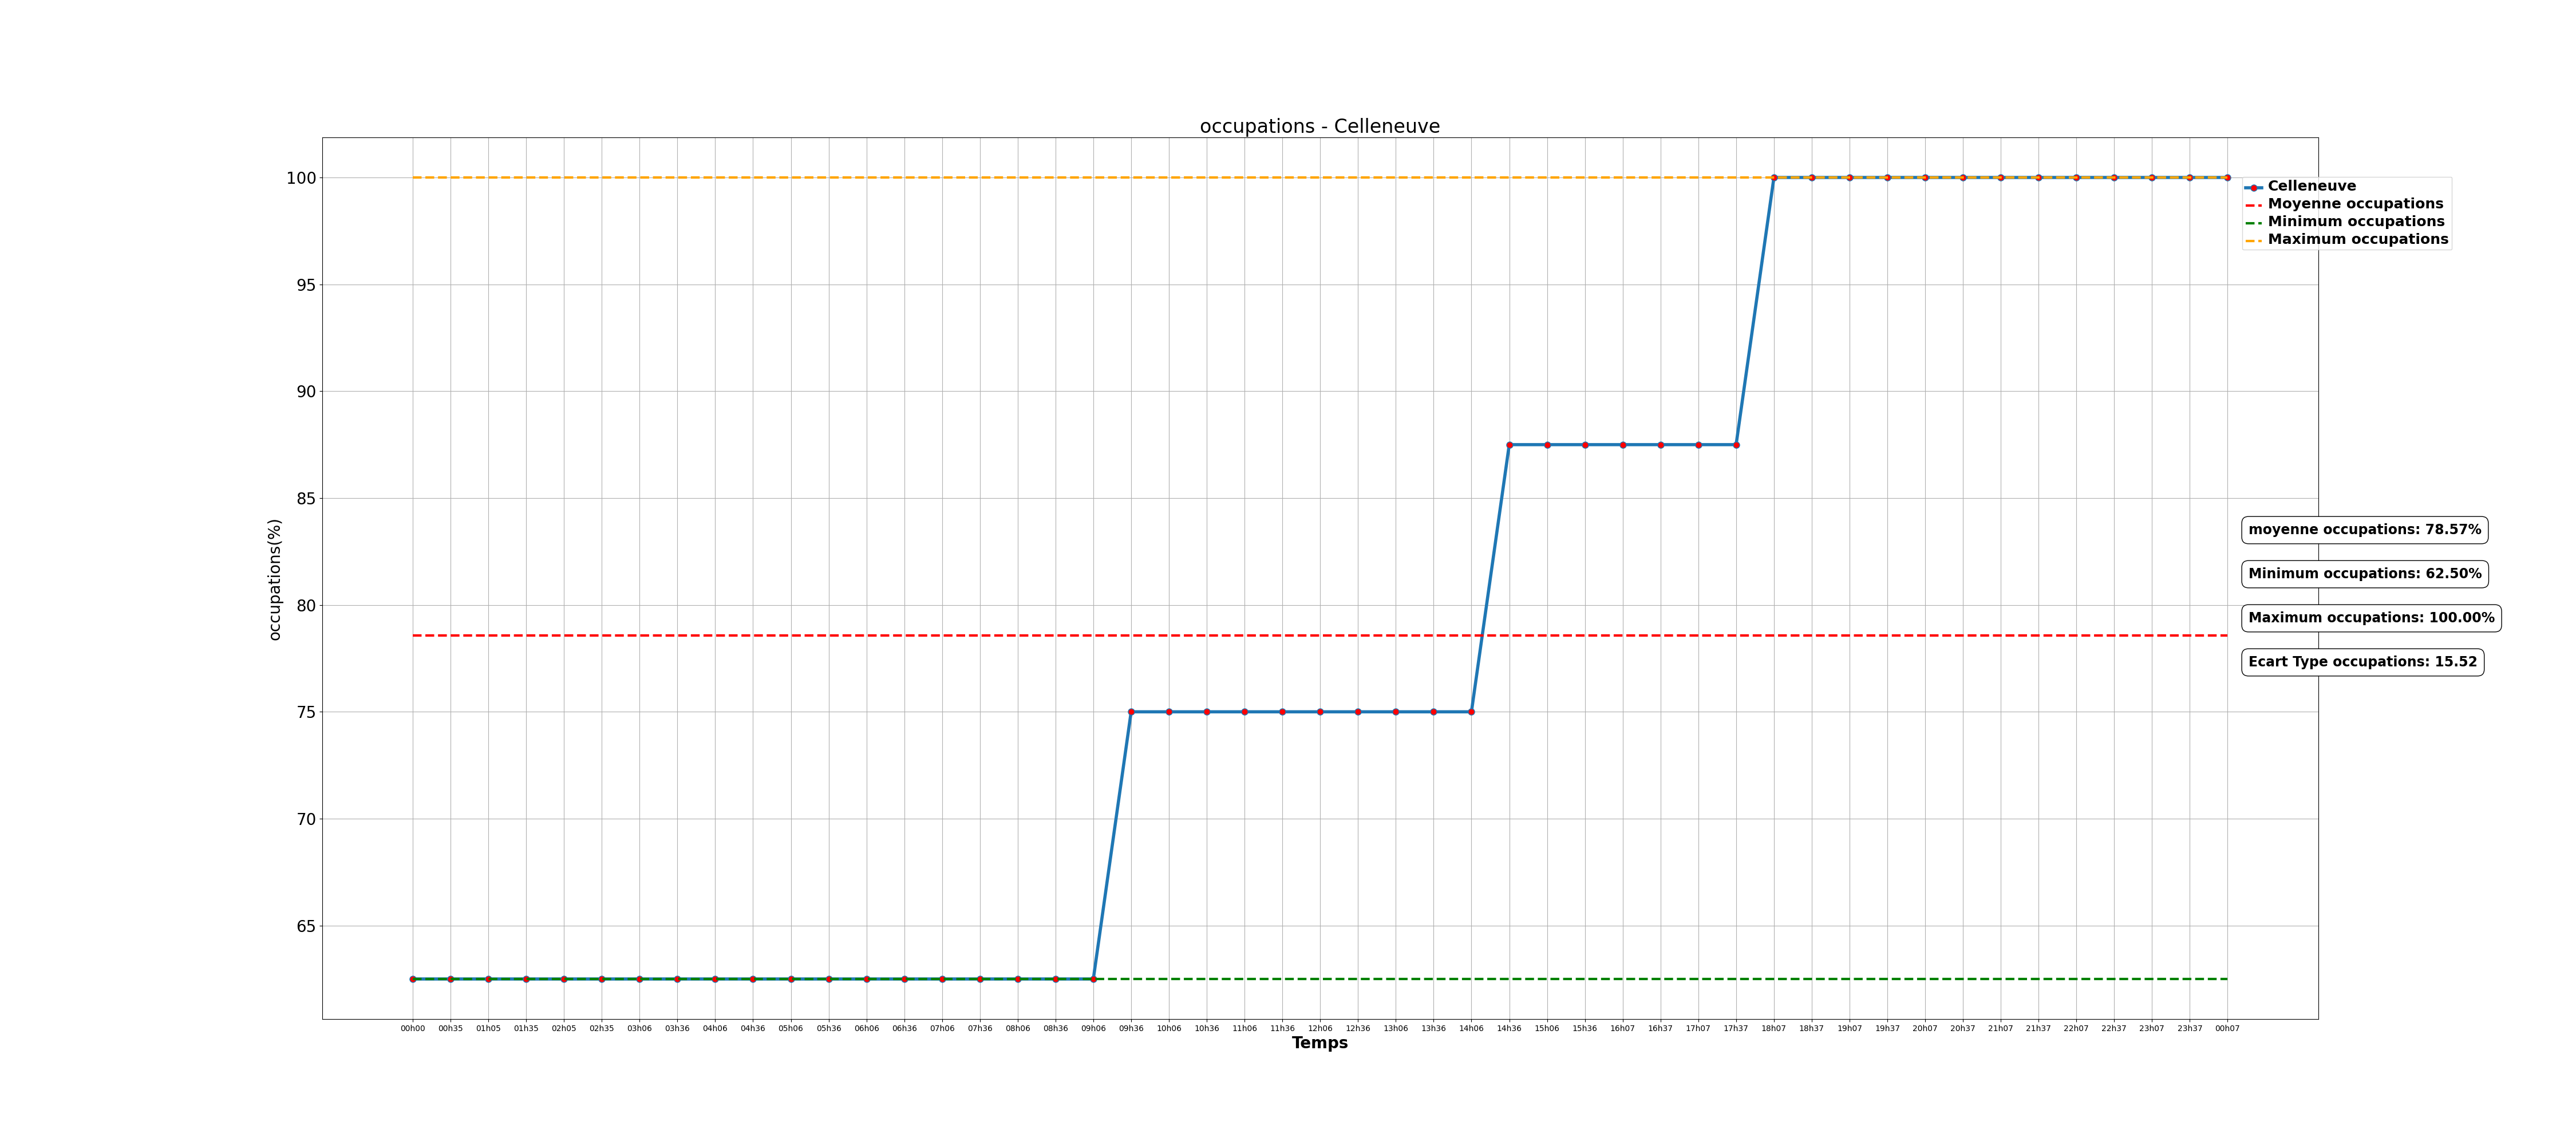 occupations - Celleneuve
100
95
90
85
80
75
70
65
occupations(%)
Celleneuve
Moyenne occupations
Minimum occupations
Maximum occupations
moyenne occupations: 78.57%
Minimum occupations: 62.50%
Maximum occupations: 100.00%
Ecart Type occupations: 15.52
00h00 00h35 01h05 01h35 02h05 02h35 03h06 03h36 04h06 04h36 05h06 05h36 06h06 06h36 07h06 07h36 08h06 08h36 09h06 09h36 10h06 10h36 11h06 11h36 12h06 12h36 13h06 13h36 14h06 14h36 15h06 15h36 16h07 16h37 17h07 17h37 18h07 18h37 19h07 19h37 20h07 20h37 21h07 21h37 22h07 22h37 23h07 23h37 00h07
Temps